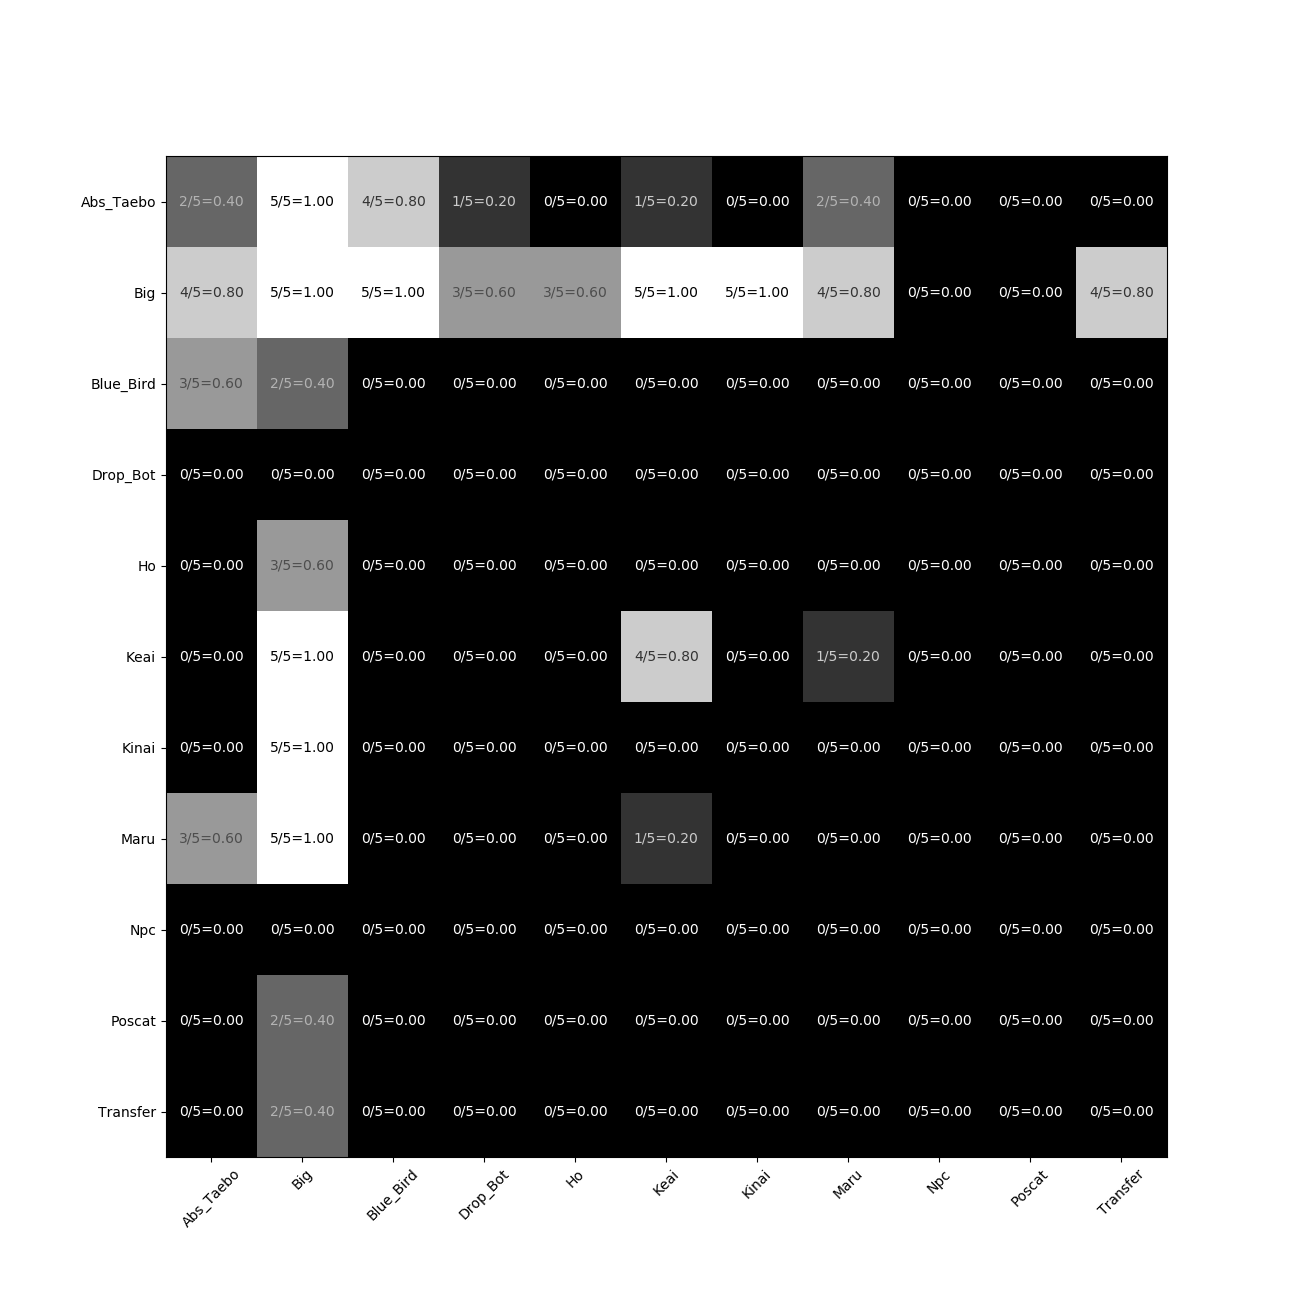 Abs_Taebo 2/5=0.40 5/5=1.00 4/5=0.80 1/5=0.20 0/5=0.00 1/5=0.20 0/5=0.00 2/5=0.40 0/5=0.00 0/5=0.00 0/5=0.00
Big 4/5=0.80 5/5=1.00 5/5=1.00 3/5=0.60 3/5=0.60 5/5=1.00 5/5=1.00 4/5=0.80 0/5=0.00 0/5=0.00 4/5=0.80
Blue_Bird 3/5=0.60 2/5=0.40 0/5=0.00 0/5=0.00 0/5=0.00 0/5=0.00 0/5=0.00 0/5=0.00 0/5=0.00 0/5=0.00 0/5=0.00
Drop_Bot 0/5=0.00 0/5=0.00 0/5=0.00 0/5=0.00 0/5=0.00 0/5=0.00 0/5=0.00 0/5=0.00 0/5=0.00 0/5=0.00 0/5=0.00
Ho 0/5=0.00 3/5=0.60 0/5=0.00 0/5=0.00 0/5=0.00 0/5=0.00 0/5=0.00 0/5=0.00 0/5=0.00 0/5=0.00 0/5=0.00
Keai 0/5=0.00 5/5=1.00 0/5=0.00 0/5=0.00 0/5=0.00 4/5=0.80 0/5=0.00 1/5=0.20 0/5=0.00 0/5=0.00 0/5=0.00
Kinai 0/5=0.00 5/5=1.00 0/5=0.00 0/5=0.00 0/5=0.00 0/5=0.00 0/5=0.00 0/5=0.00 0/5=0.00 0/5=0.00 0/5=0.00
Maru 3/5=0.60 5/5=1.00 0/5=0.00 0/5=0.00 0/5=0.00 1/5=0.20 0/5=0.00 0/5=0.00 0/5=0.00 0/5=0.00 0/5=0.00
Npc 0/5=0.00 0/5=0.00 0/5=0.00 0/5=0.00 0/5=0.00 0/5=0.00 0/5=0.00 0/5=0.00 0/5=0.00 0/5=0.00 0/5=0.00
Poscat 0/5=0.00 2/5=0.40 0/5=0.00 0/5=0.00 0/5=0.00 0/5=0.00 0/5=0.00 0/5=0.00 0/5=0.00 0/5=0.00 0/5=0.00
Transfer 0/5=0.00 2/5=0.40 0/5=0.00 0/5=0.00 0/5=0.00 0/5=0.00 0/5=0.00 0/5=0.00 0/5=0.00 0/5=0.00 0/5=0.00
Abs_Taebo Big Blue_Bird Drop_Bot Ho Keai Kinai Maru Npc Poscat Transfer